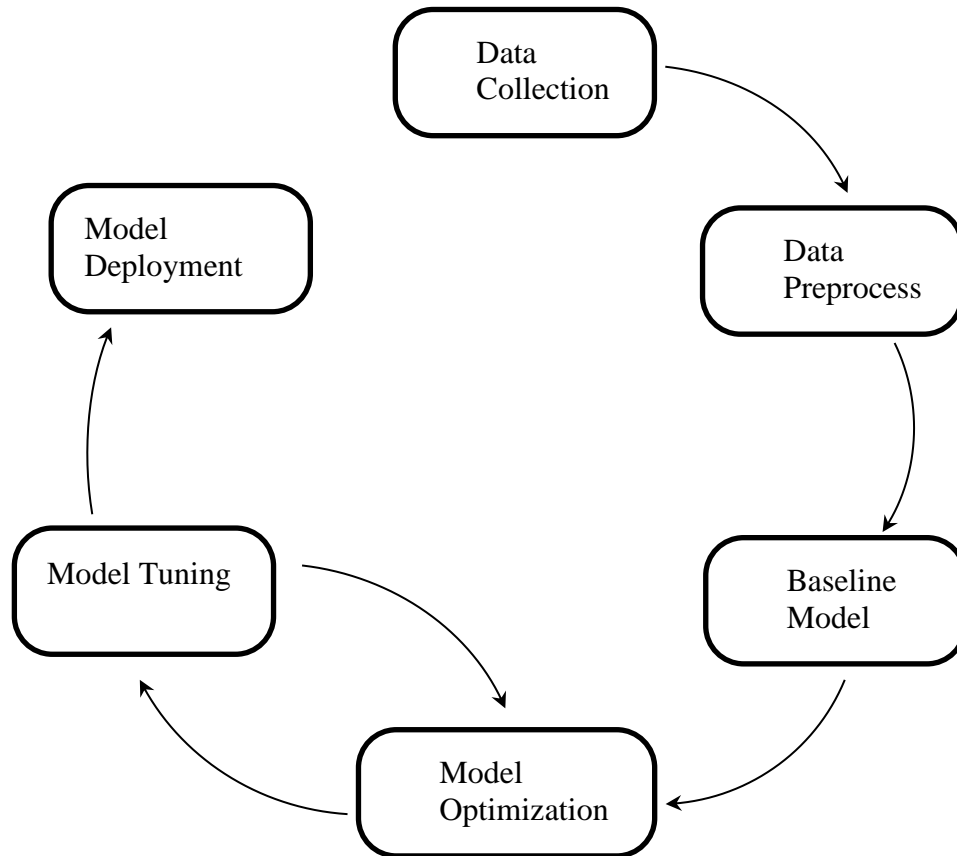 Data
Collection
Data
Preprocess
Baseline
Model
Model
Optimization
Model Tuning
Model
Deployment